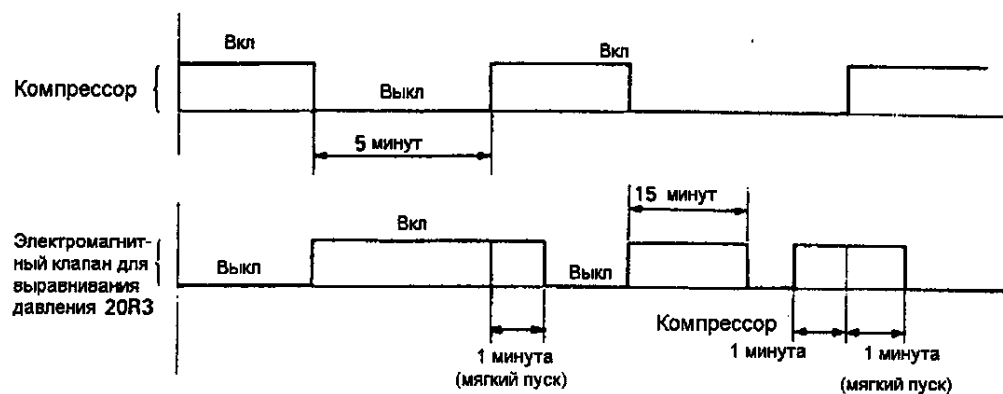 Вкл
Вкл
Компрессор
Выкл
5 минут
15 минут
Электромагнит-
ный клапан для
выравнивания
давления 20R3
Вкл
Выкл
Выкл
Компрессор
1 минута
(мягкий пуск)
1 минута
1 минута
(мягкий пуск)